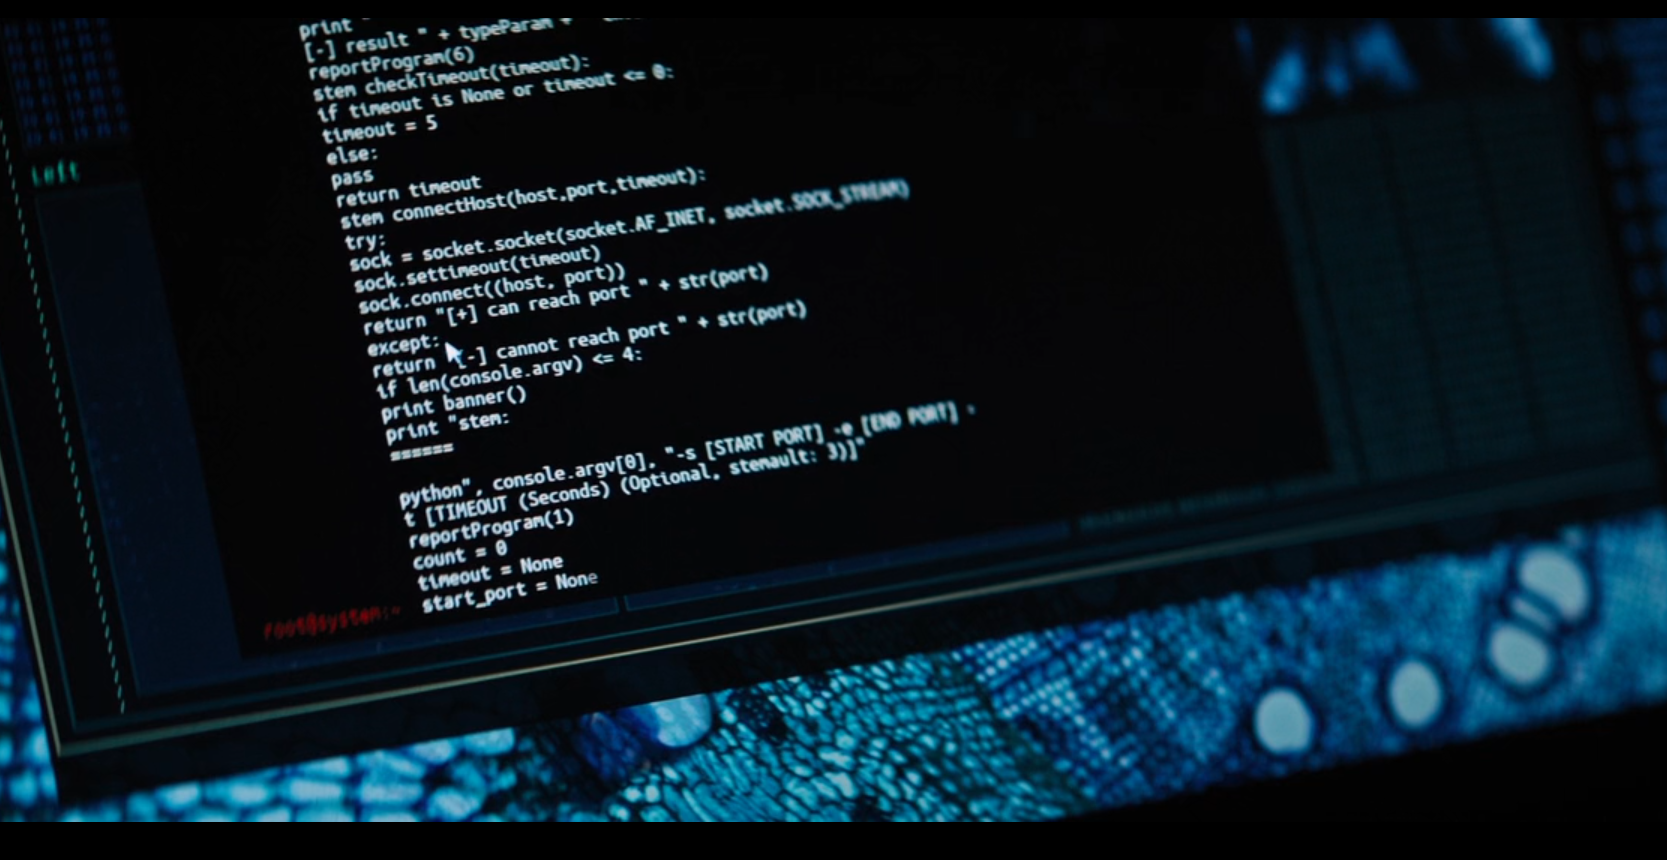 print "
[-] result " + typeParam +
reportProgram(6)
stem checkTimeout(timeout):
if timeout is None or timeout <= 0:
timeout = 5
else:
pass
return timeout
stem connectHost(host,port,timeout):
try:
sock = socket.socket(socket.AF_INET, socket.SOCK_STREAM)
sock.settimeout(timeout)
sock.connect((host, port))
return "[+] can reach port " + str(port)
except:
return "[-] cannot reach port " + str(port)
if len(console.argv) <= 4:
print banner()
print "stem:
======
python", console.argv[0], "-s [START PORT] -e [END PORT] -
t [TIMEOUT (Seconds) (Optional, stemault: 3)]"
reportProgram(1)
count = 0
timeout = None
start_port = None
Left
root@system:~